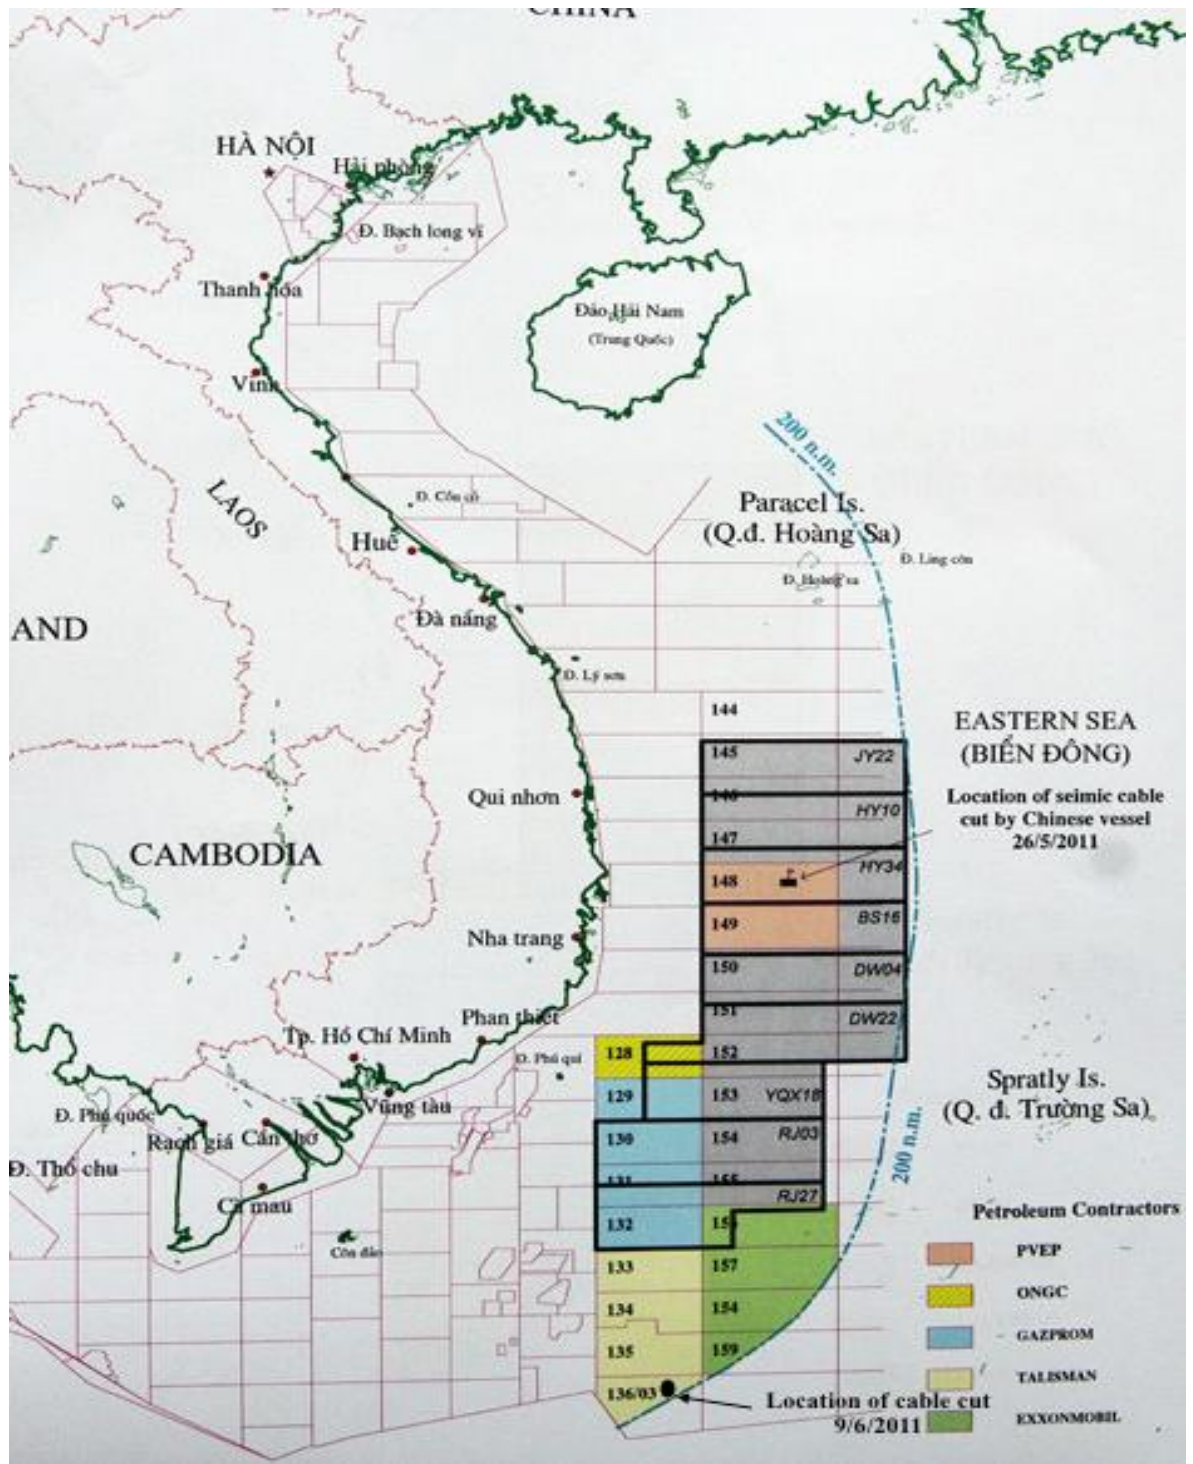 CHINA
HÀ NỘI
Hải phòng
Đ. Bạch long vĩ
Thanh hóa
Đảo Hải Nam
(Trung Quốc)
Vinh
200 n.m.
LAOS
Đ. Cồn cỏ
Paracel Is.
(Q.đ. Hoàng Sa)
Huế
Đ. Ling côn
Đ. Hoàng sa
AND
Đà nẵng
Đ. Lý sơn
144
EASTERN SEA
(BIỂN ĐÔNG)
145
JY22
Qui nhơn
146
HY10
Location of seimic cable
cut by Chinese vessel
26/5/2011
147
CAMBODIA
148
HY34
149
BS16
Nha trang
150
DW04
151
DW22
Phan thiết
Tp. Hồ Chí Minh
Đ. Phú quí
128
152
Spratly Is.
(Q. đ. Trường Sa)
129
153
YQX18
Vũng tàu
Đ. Phú quốc
Rạch giá
Cần thơ
130
154
RJ03
200 n.m.
Đ. Thổ chu
131
155
RJ27
Cà mau
132
Petroleum Contractors
Côn đảo
133
157
PVEP
134
154
ONGC
135
159
GAZPROM
136/03
TALISMAN
Location of cable cut
9/6/2011
EXXONMOBIL